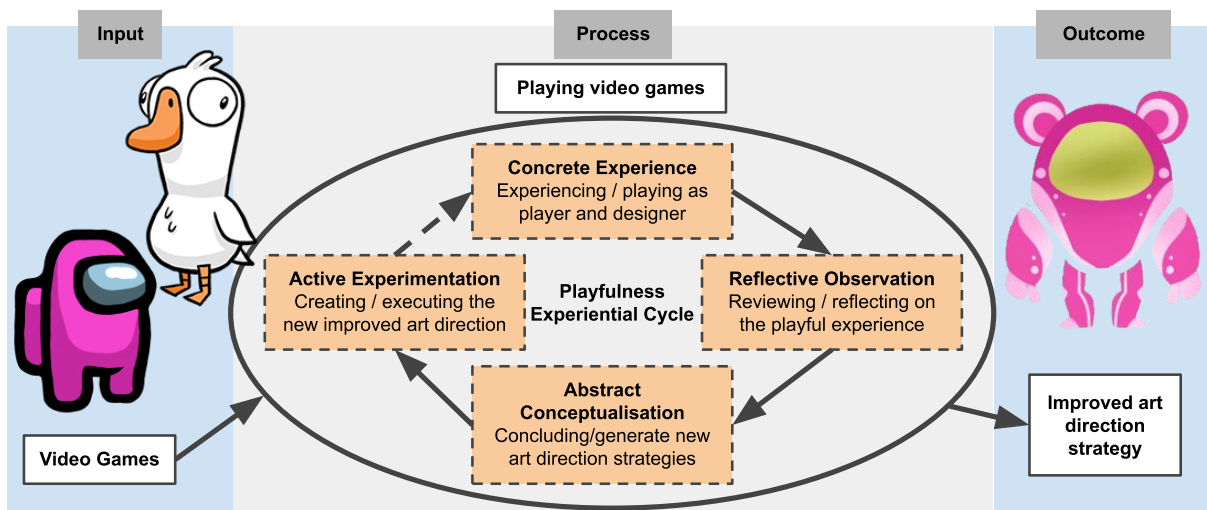 Input
Process
Outcome
Playing video games
Concrete Experience
Experiencing / playing as
player and designer
Active Experimentation
Creating / executing the
new improved art direction
Playfulness
Experiential Cycle
Reflective Observation
Reviewing / reflecting on
the playful experience
Abstract
Conceptualisation
Concluding/generate new
art direction strategies
Video Games
Improved art
direction
strategy